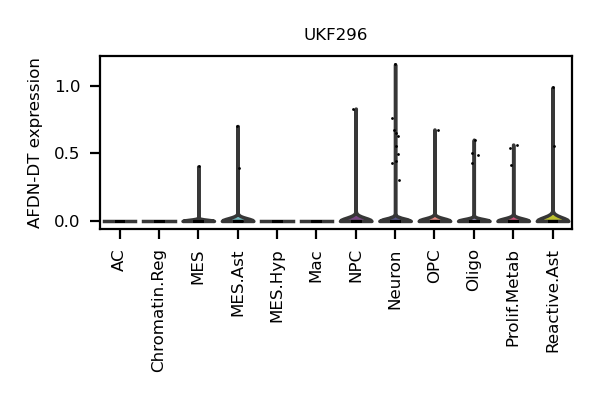 UKF296
AFDN-DT expression
1.0
0.5
0.0
AC
Chromatin.Reg
MES
MES.Ast
MES.Hyp
Mac
NPC
Neuron
OPC
Oligo
Prolif.Metab
Reactive.Ast